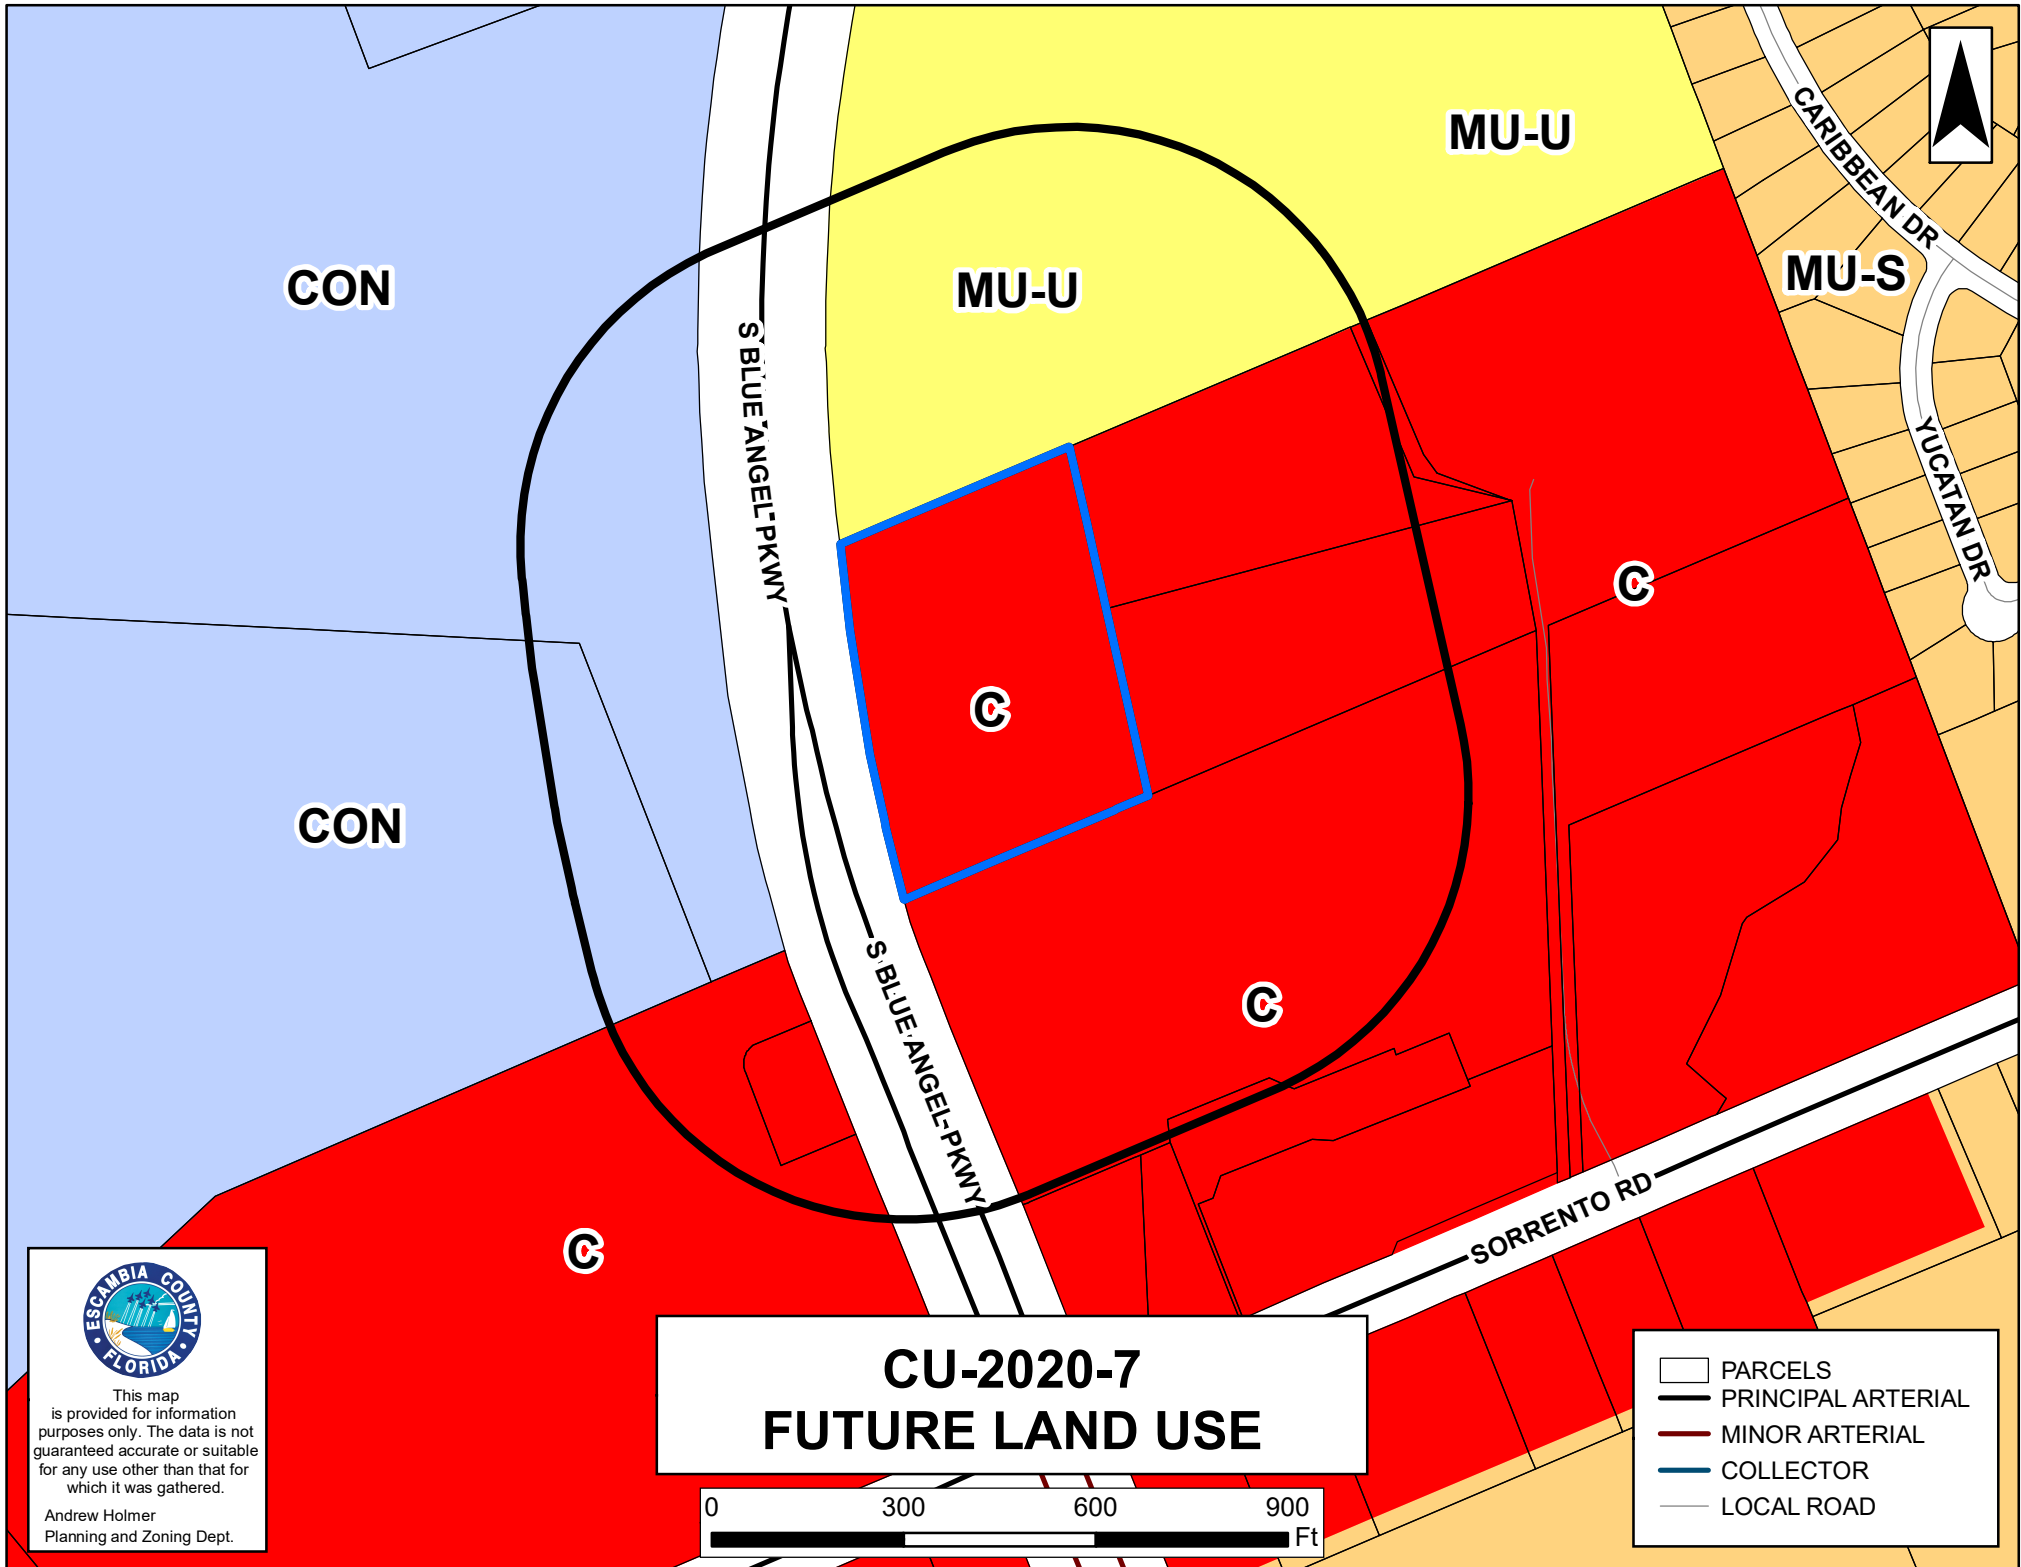 MU-U
CARIBBEAN DR
CON
MU-U
MU-S
S BLUE ANGEL PKWY
YUCATAN DR
C
C
CON
S BLUE ANGEL PKWY
C
C
SORRENTO RD
ESCAMBIA COUNTY
FLORIDA
This map
is provided for information
purposes only. The data is not
guaranteed accurate or suitable
for any use other than that for
which it was gathered.
Andrew Holmer
Planning and Zoning Dept.
CU-2020-7
FUTURE LAND USE
0 300 600 900
Ft
PARCELS
PRINCIPAL ARTERIAL
MINOR ARTERIAL
COLLECTOR
LOCAL ROAD